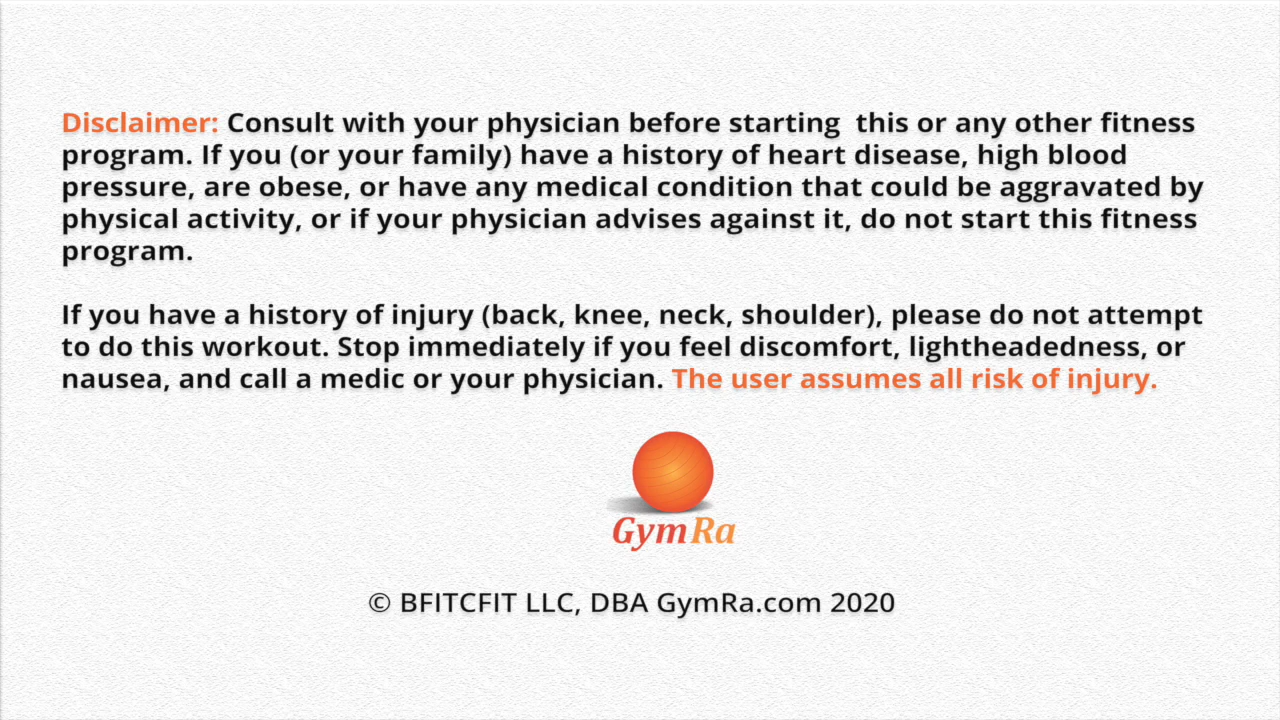 Disclaimer: Consult with your physician before starting  this or any other fitness
program. If you (or your family) have a history of heart disease, high blood
pressure, are obese, or have any medical condition that could be aggravated by
physical activity, or if your physician advises against it, do not start this fitness
program.
If you have a history of injury (back, knee, neck, shoulder), please do not attempt
to do this workout. Stop immediately if you feel discomfort, lightheadedness, or
nausea, and call a medic or your physician. The user assumes all risk of injury.
GymRa
© BFITCFIT LLC, DBA GymRa.com 2020